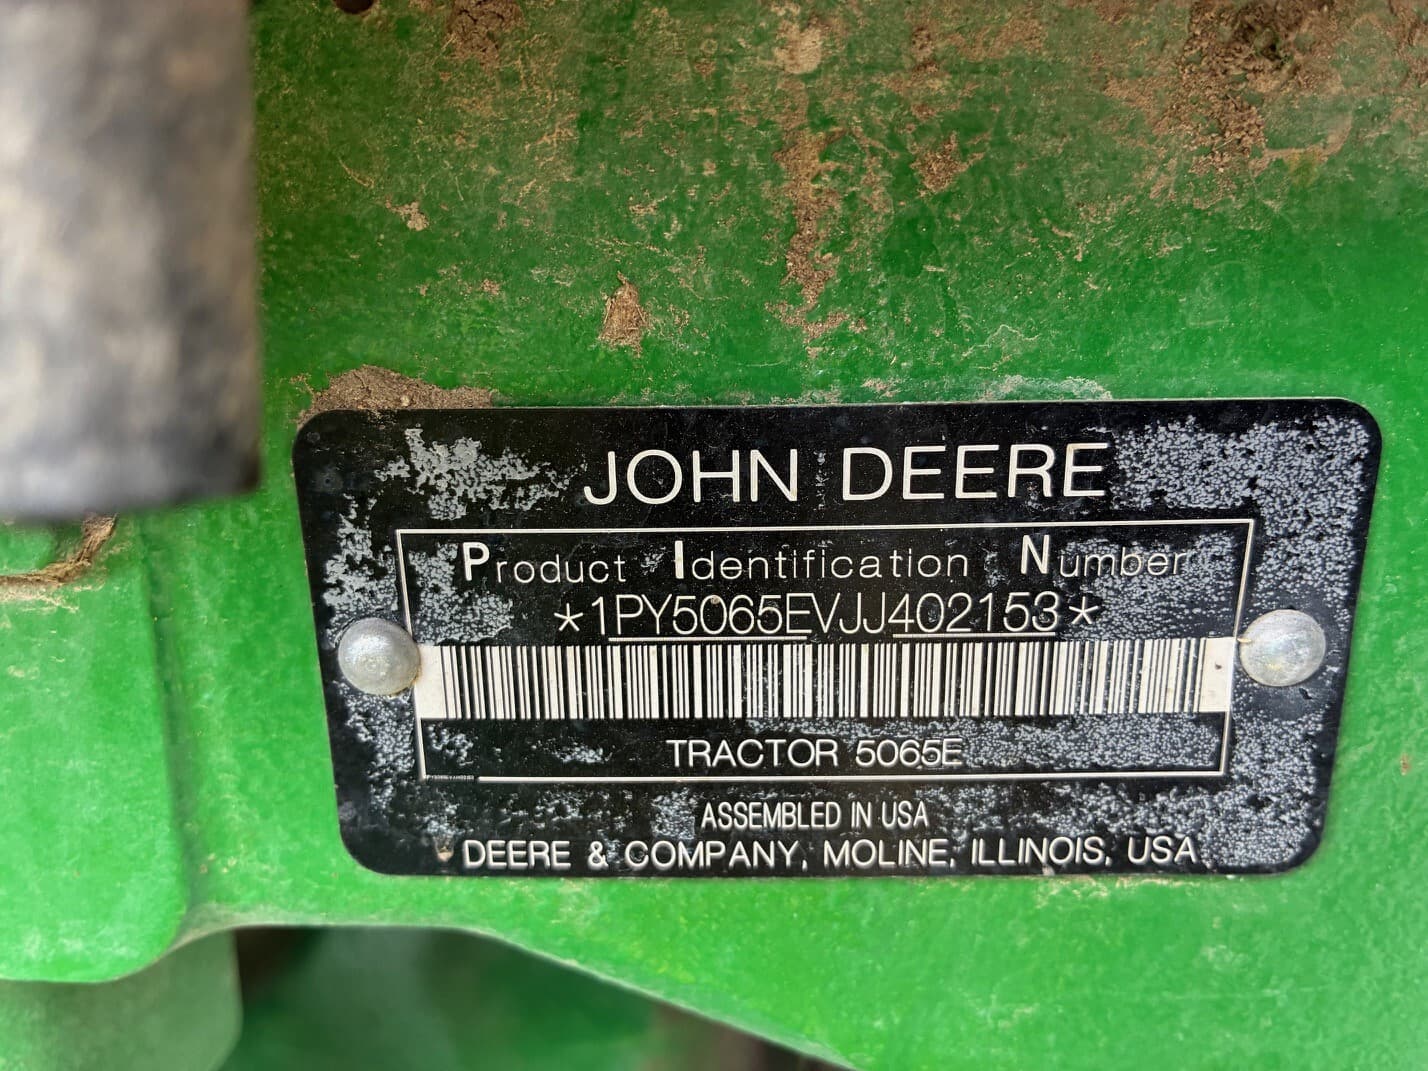 JOHN DEERE
Product Identification Number
*1PY5065EVJJ402153*
TRACTOR 5065E
ASSEMBLED IN USA
DEERE & COMPANY, MOLINE, ILLINOIS, USA